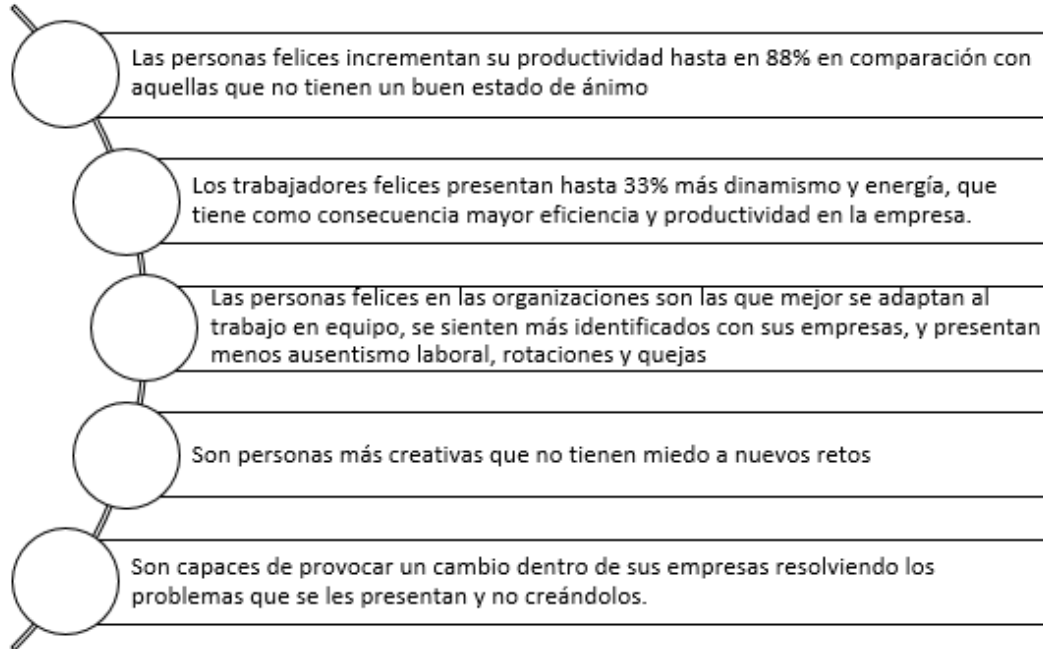 Las personas felices incrementan su productividad hasta en 88% en comparación con
aquellas que no tienen un buen estado de ánimo
Los trabajadores felices presentan hasta 33% más dinamismo y energía, que
tiene como consecuencia mayor eficiencia y productividad en la empresa.
Las personas felices en las organizaciones son las que mejor se adaptan al
trabajo en equipo, se sienten más identificados con sus empresas, y presentan
menos ausentismo laboral, rotaciones y quejas
Son personas más creativas que no tienen miedo a nuevos retos
Son capaces de provocar un cambio dentro de sus empresas resolviendo los
problemas que se les presentan y no creándolos.